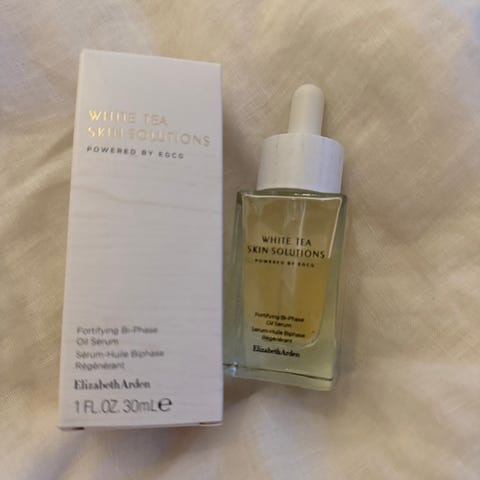 WHITE TEA
SKIN SOLUTIONS
POWERED BY EGCG
Fortifying Bi-Phase
Oil Serum
Sérum-Huile Biphase
Régénérant
Elizabeth Arden
1 FL.OZ. 30mL℮
WHITE TEA
SKIN SOLUTIONS
POWERED BY EGCG
Fortifying Bi-Phase
Oil Serum
Sérum-Huile Biphase
Régénérant
Elizabeth Arden